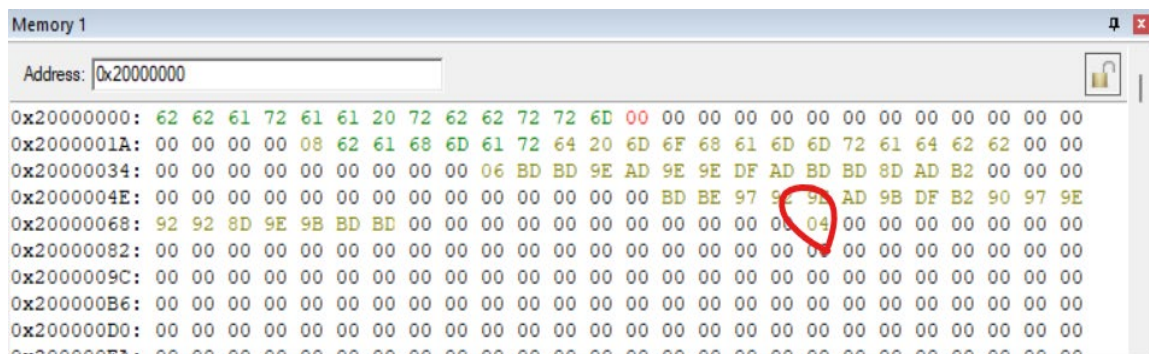 Memory 1
Address: 0x20000000
0x20000000: 62 62 61 72 61 61 20 72 62 62 72 72 6D 00 00 00 00 00 00 00 00 00 00 00 00 00
0x2000001A: 00 00 00 00 08 62 61 68 6D 61 72 64 20 6D 6F 68 61 6D 6D 72 61 64 62 62 00 00
0x20000034: 00 00 00 00 00 00 00 00 00 06 BD BD 9E AD 9E 9E DF AD BD BD 8D AD B2 00 00 00
0x2000004E: 00 00 00 00 00 00 00 00 00 00 00 00 00 00 BD BE 97 92 9E AD 9B DF B2 90 97 9E
0x20000068: 92 92 8D 9E 9B BD BD 00 00 00 00 00 00 00 00 00 00 00 04 00 00 00 00 00 00 00
0x20000082: 00 00 00 00 00 00 00 00 00 00 00 00 00 00 00 00 00 00 00 00 00 00 00 00 00 00
0x2000009C: 00 00 00 00 00 00 00 00 00 00 00 00 00 00 00 00 00 00 00 00 00 00 00 00 00 00
0x200000B6: 00 00 00 00 00 00 00 00 00 00 00 00 00 00 00 00 00 00 00 00 00 00 00 00 00 00
0x200000D0: 00 00 00 00 00 00 00 00 00 00 00 00 00 00 00 00 00 00 00 00 00 00 00 00 00 00